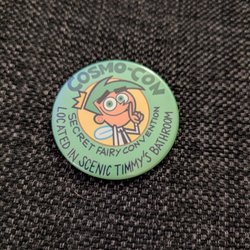 COSMO-CON
SECRET FAIRY CONVENTION
LOCATED IN SCENIC TIMMY'S BATHROOM